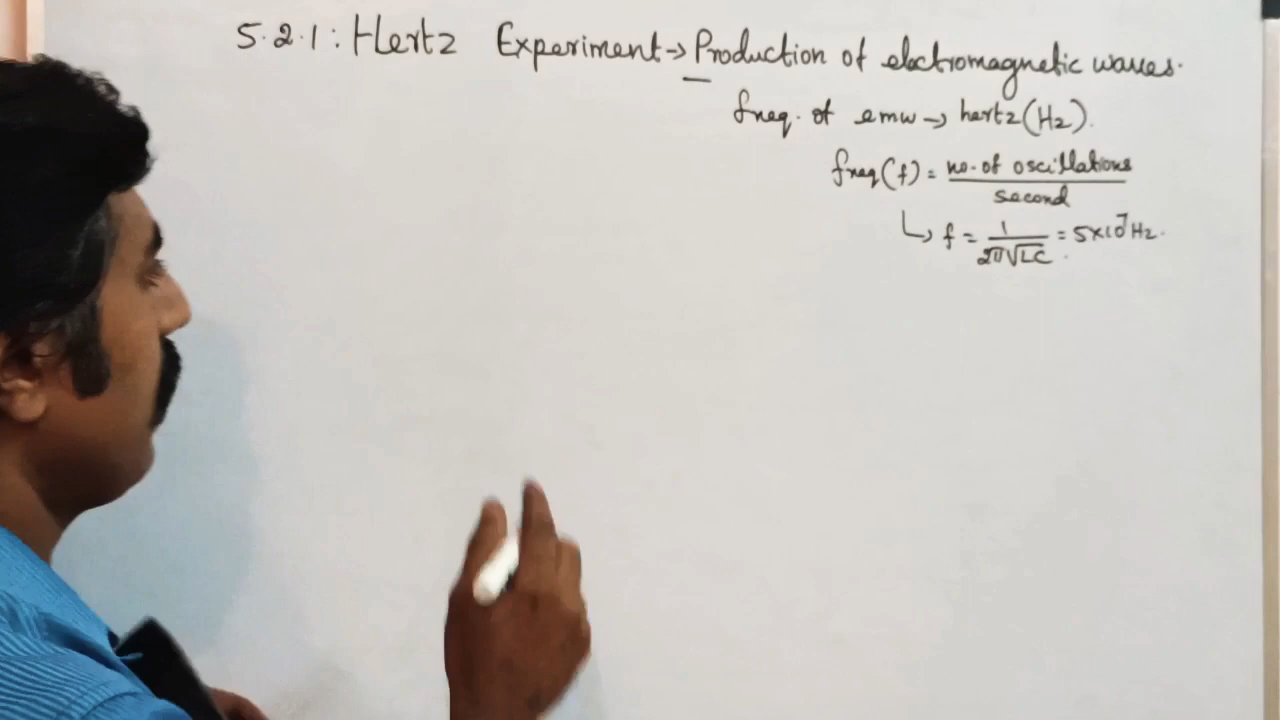 5.2.1: Hertz Experiment → Production of electromagnetic waves.
freq. of emw → hertz (Hz).
freq (f) = no. of oscillations / second
↳ f = 1 / 2π√LC = 5×10⁷ Hz.